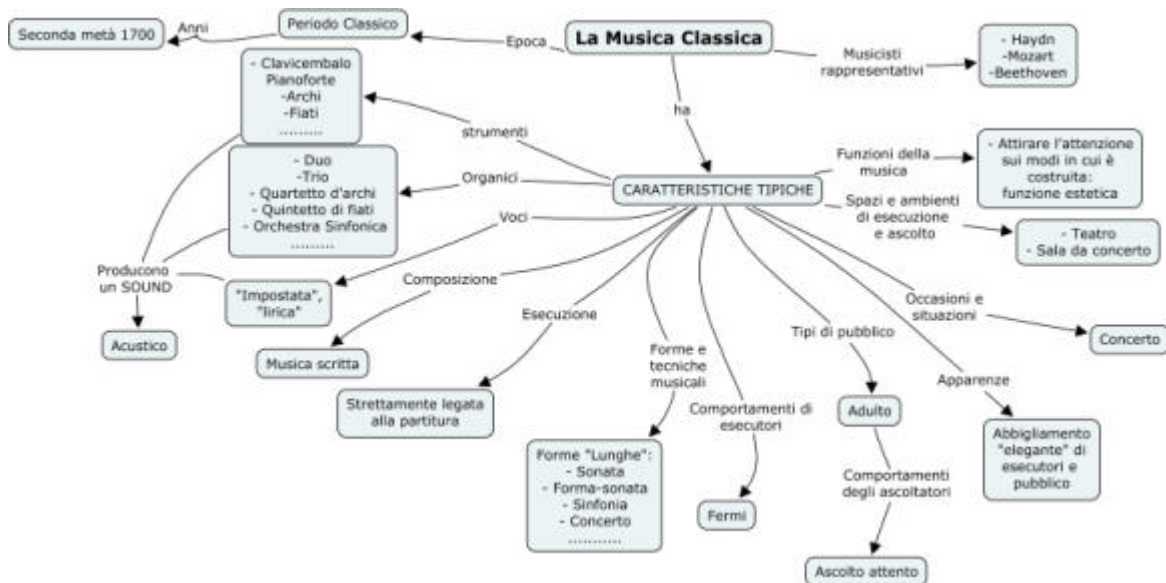 La Musica Classica
Epoca
Periodo Classico
Anni
Seconda metà 1700
Musicisti
rappresentativi
- Haydn
-Mozart
-Beethoven
ha
CARATTERISTICHE TIPICHE
strumenti
- Clavicembalo
Pianoforte
-Archi
-Fiati
.........
Organici
- Duo
-Trio
- Quartetto d'archi
- Quintetto di fiati
- Orchestra Sinfonica
.........
Voci
"Impostata",
"lirica"
Producono
un SOUND
Acustico
Composizione
Musica scritta
Esecuzione
Strettamente legata
alla partitura
Forme e
tecniche
musicali
Forme "Lunghe":
- Sonata
- Forma-sonata
- Sinfonia
- Concerto
............
Comportamenti di
esecutori
Fermi
Tipi di pubblico
Adulto
Comportamenti
degli ascoltatori
Ascolto attento
Apparenze
Abbigliamento
"elegante" di
esecutori e
pubblico
Occasioni e
situazioni
Concerto
Spazi e ambienti
di esecuzione
e ascolto
- Teatro
- Sala da concerto
Funzioni della
musica
- Attirare l'attenzione
sui modi in cui è
costruita:
funzione estetica